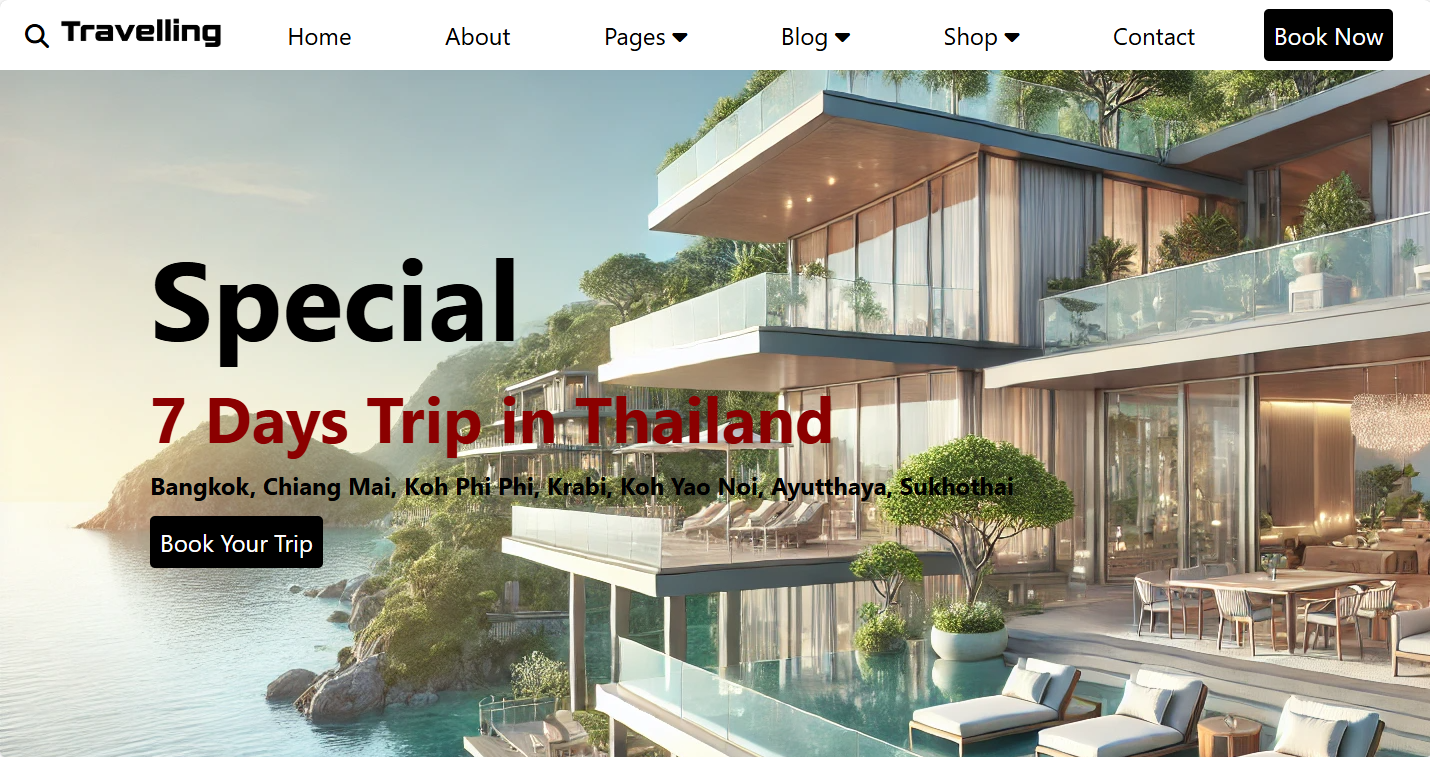 Travelling
Home About Pages Blog Shop Contact Book Now
Special
7 Days Trip in Thailand
Bangkok, Chiang Mai, Koh Phi Phi, Krabi, Koh Yao Noi, Ayutthaya, Sukhothai
Book Your Trip